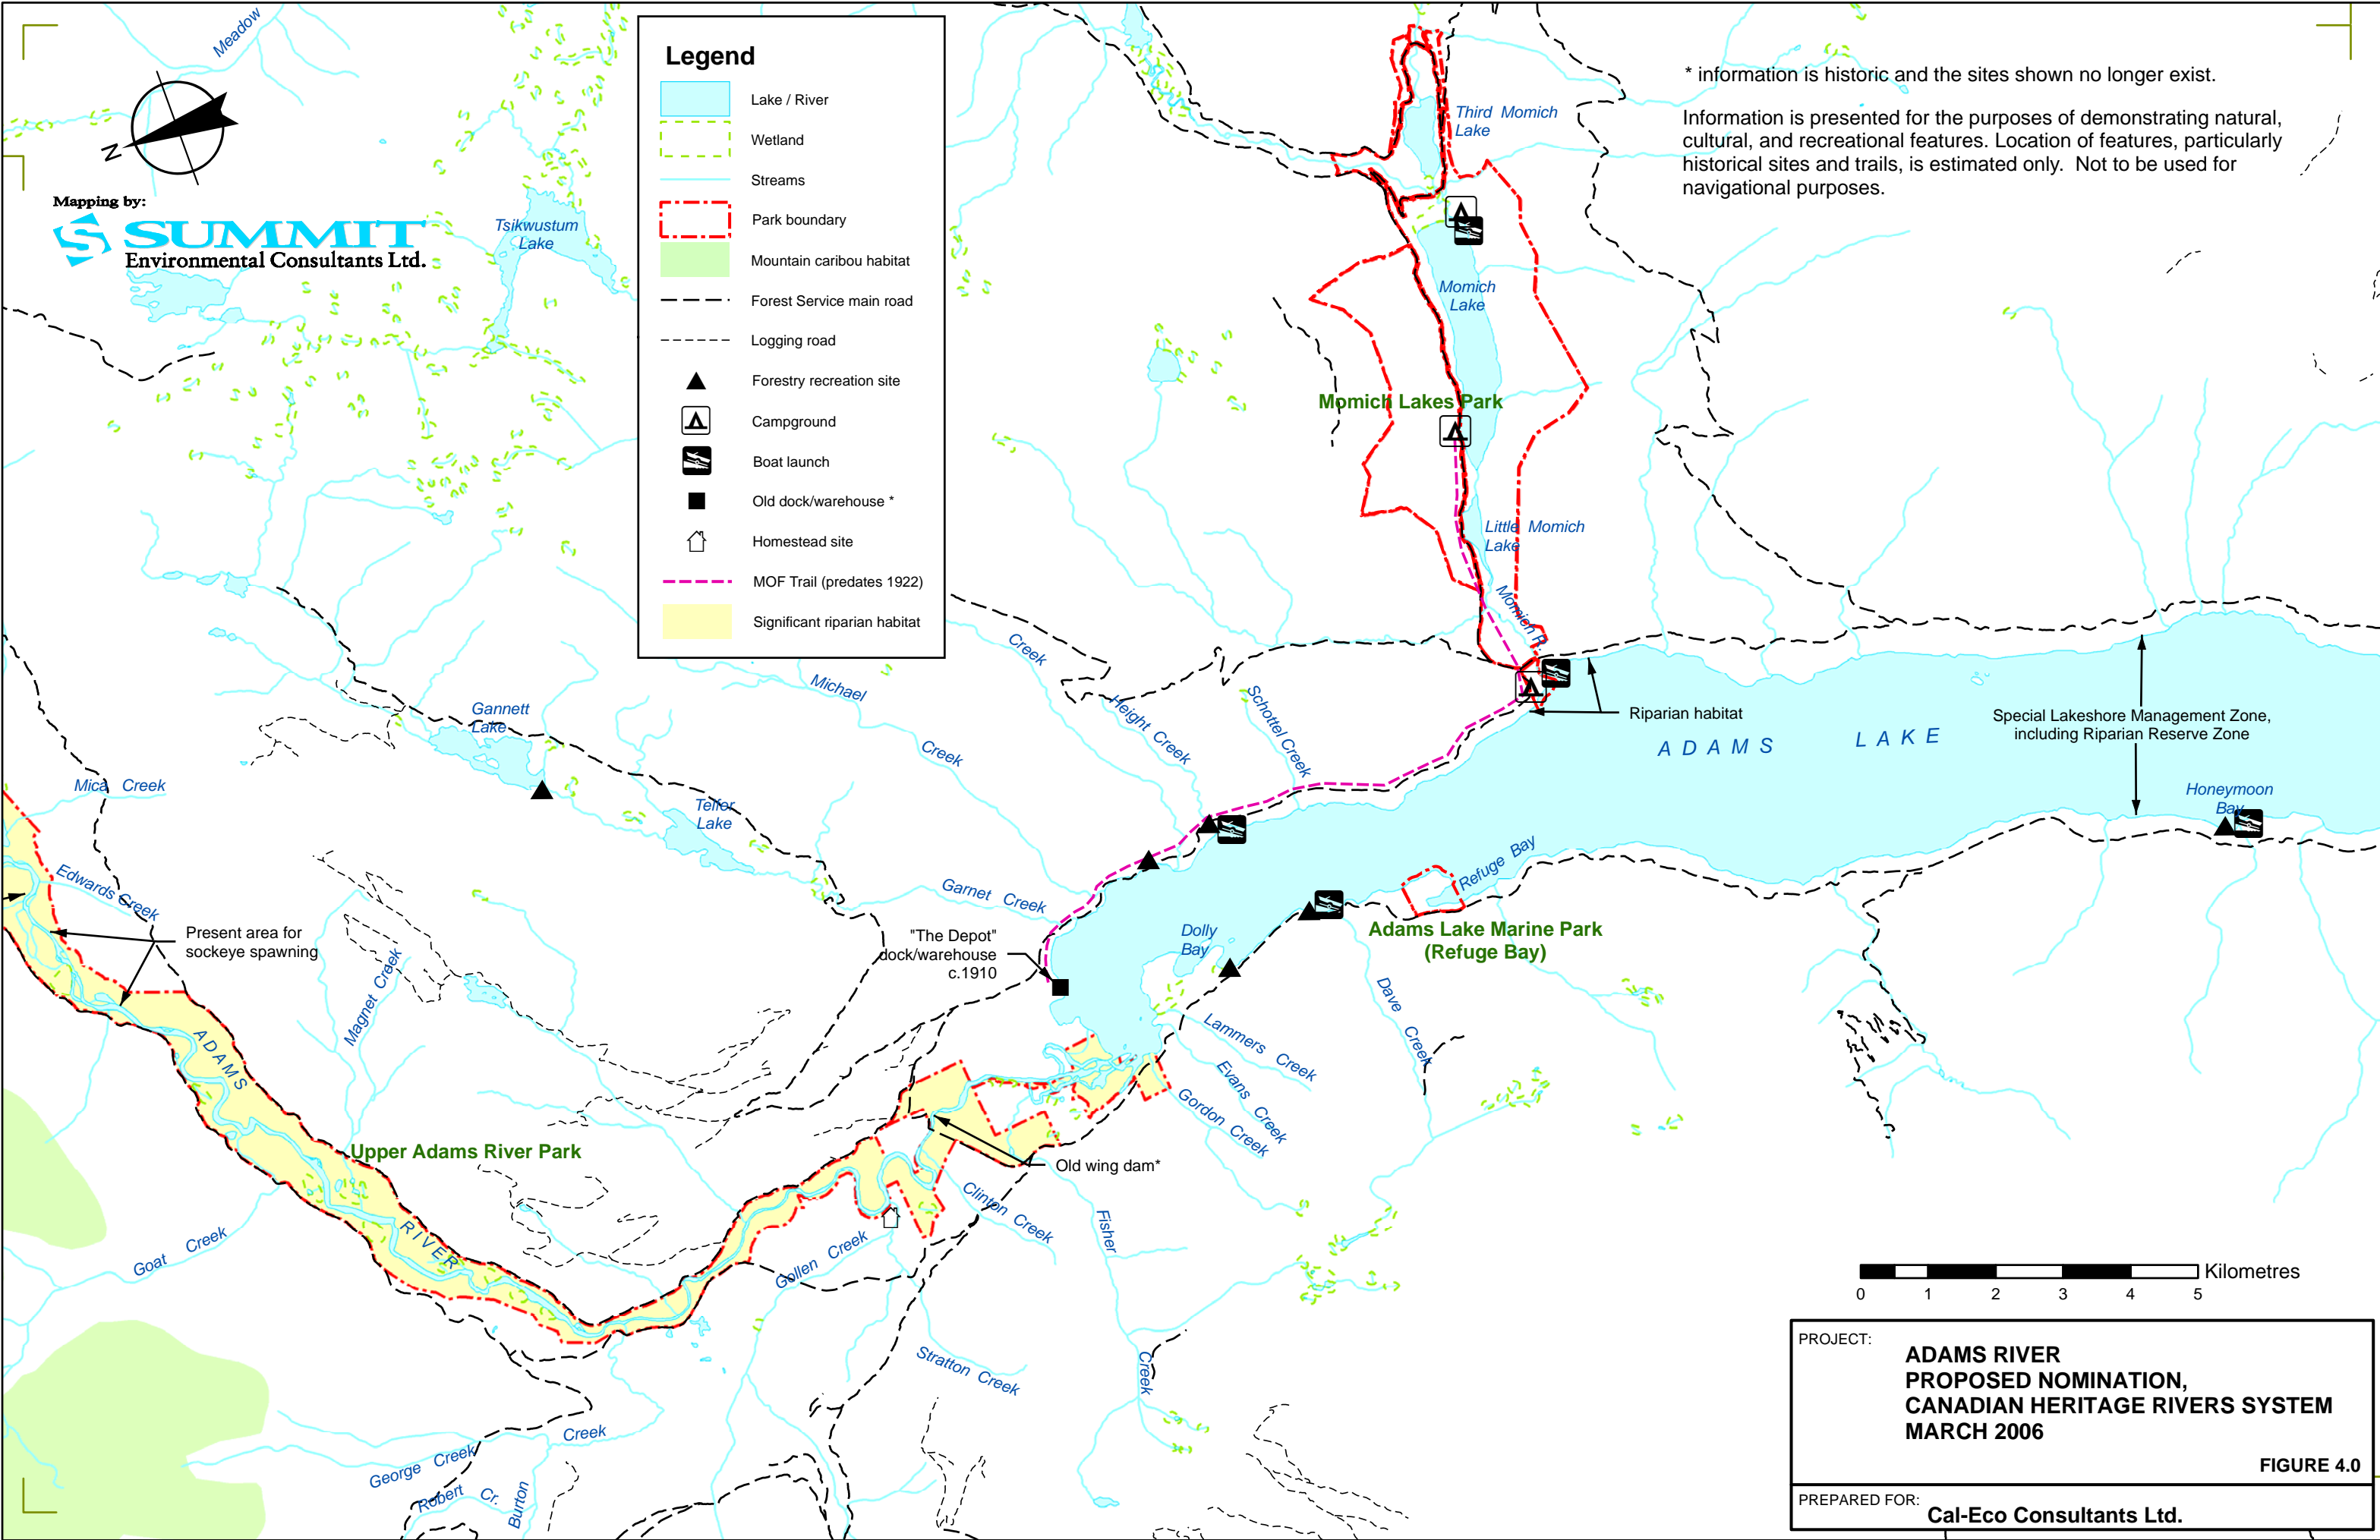 Meadow
N
Mapping by:
S SUMMIT
Environmental Consultants Ltd.
Tsikwustum
Lake
Legend
Lake / River
Wetland
Streams
Park boundary
Mountain caribou habitat
Forest Service main road
Logging road
Forestry recreation site
Campground
Boat launch
Old dock/warehouse *
Homestead site
MOF Trail (predates 1922)
Significant riparian habitat
* information is historic and the sites shown no longer exist.
Information is presented for the purposes of demonstrating natural,
cultural, and recreational features. Location of features, particularly
historical sites and trails, is estimated only. Not to be used for
navigational purposes.
Third Momich
Lake
Momich
Lake
Momich Lakes Park
Little Momich
Lake
Momich R.
Creek
Michael
Creek
Height Creek
Schottel Creek
Riparian habitat
ADAMS LAKE
Special Lakeshore Management Zone,
including Riparian Reserve Zone
Honeymoon
Bay
Gannett
Lake
Telfor
Lake
Mica Creek
Edwards Creek
Present area for
sockeye spawning
Magnet Creek
Garnet Creek
"The Depot"
dock/warehouse
c.1910
Dolly
Bay
Refuge Bay
Adams Lake Marine Park
(Refuge Bay)
Dave Creek
Lammers Creek
Evans Creek
Gordon Creek
ADAMS
RIVER
Upper Adams River Park
Old wing dam*
Clinton Creek
Fisher
Creek
Goat Creek
Gollen Creek
Stratton Creek
George Creek
Creek
Robert Cr.
Burton
Kilometres
0 1 2 3 4 5
PROJECT:
ADAMS RIVER
PROPOSED NOMINATION,
CANADIAN HERITAGE RIVERS SYSTEM
MARCH 2006
FIGURE 4.0
PREPARED FOR:
Cal-Eco Consultants Ltd.